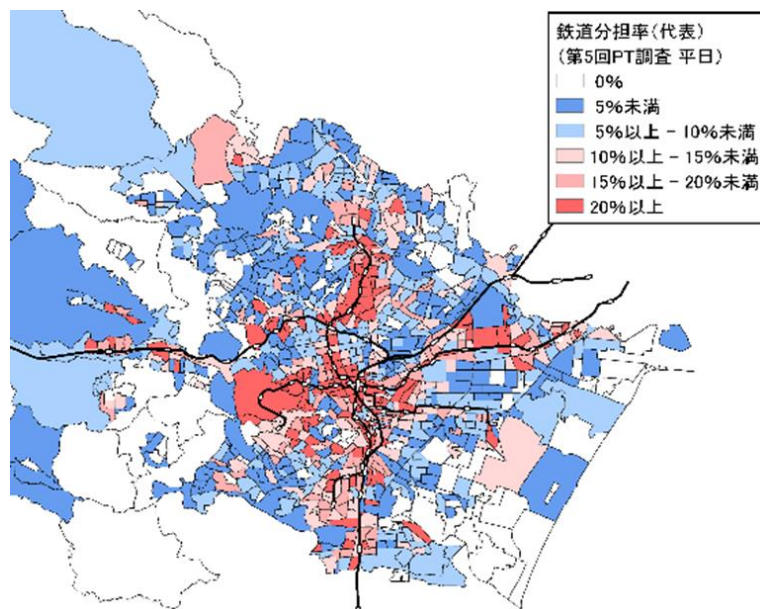 鉄道分担率(代表)
(第5回PT調査 平日)
0%
5%未満
5%以上 - 10%未満
10%以上 - 15%未満
15%以上 - 20%未満
20%以上